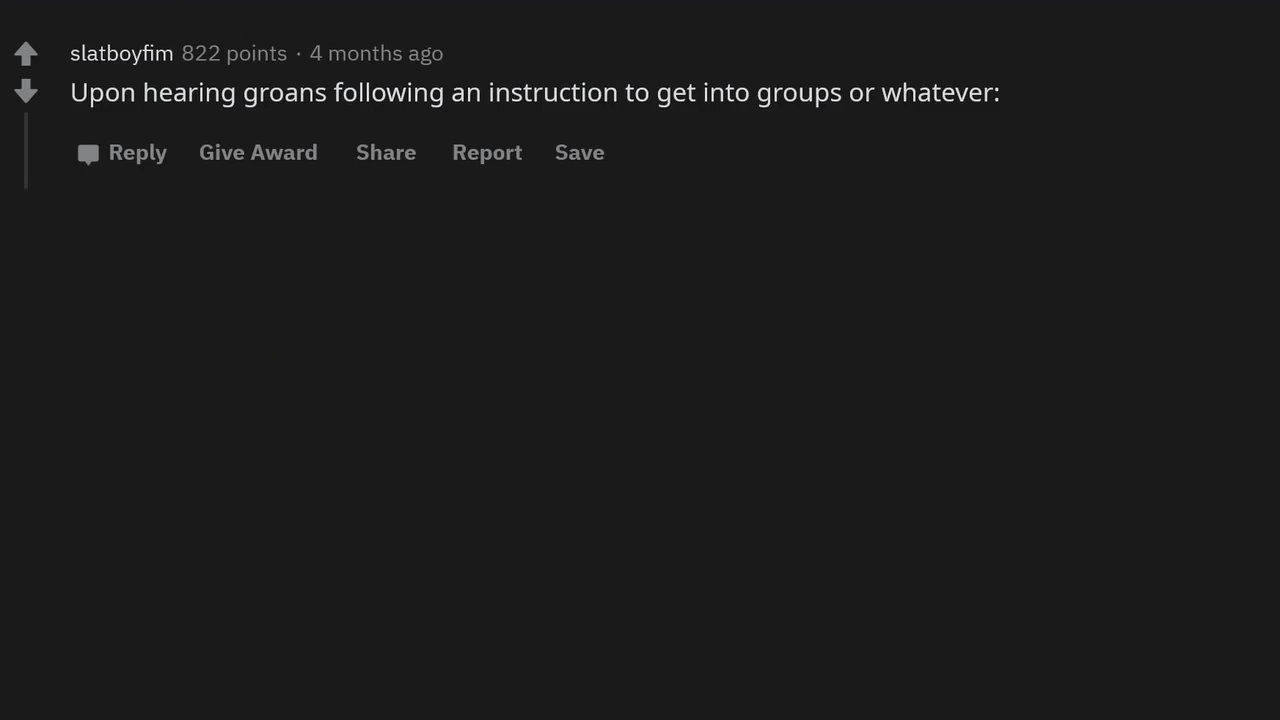 slatboyfim 822 points · 4 months ago
Upon hearing groans following an instruction to get into groups or whatever:
Reply Give Award Share Report Save